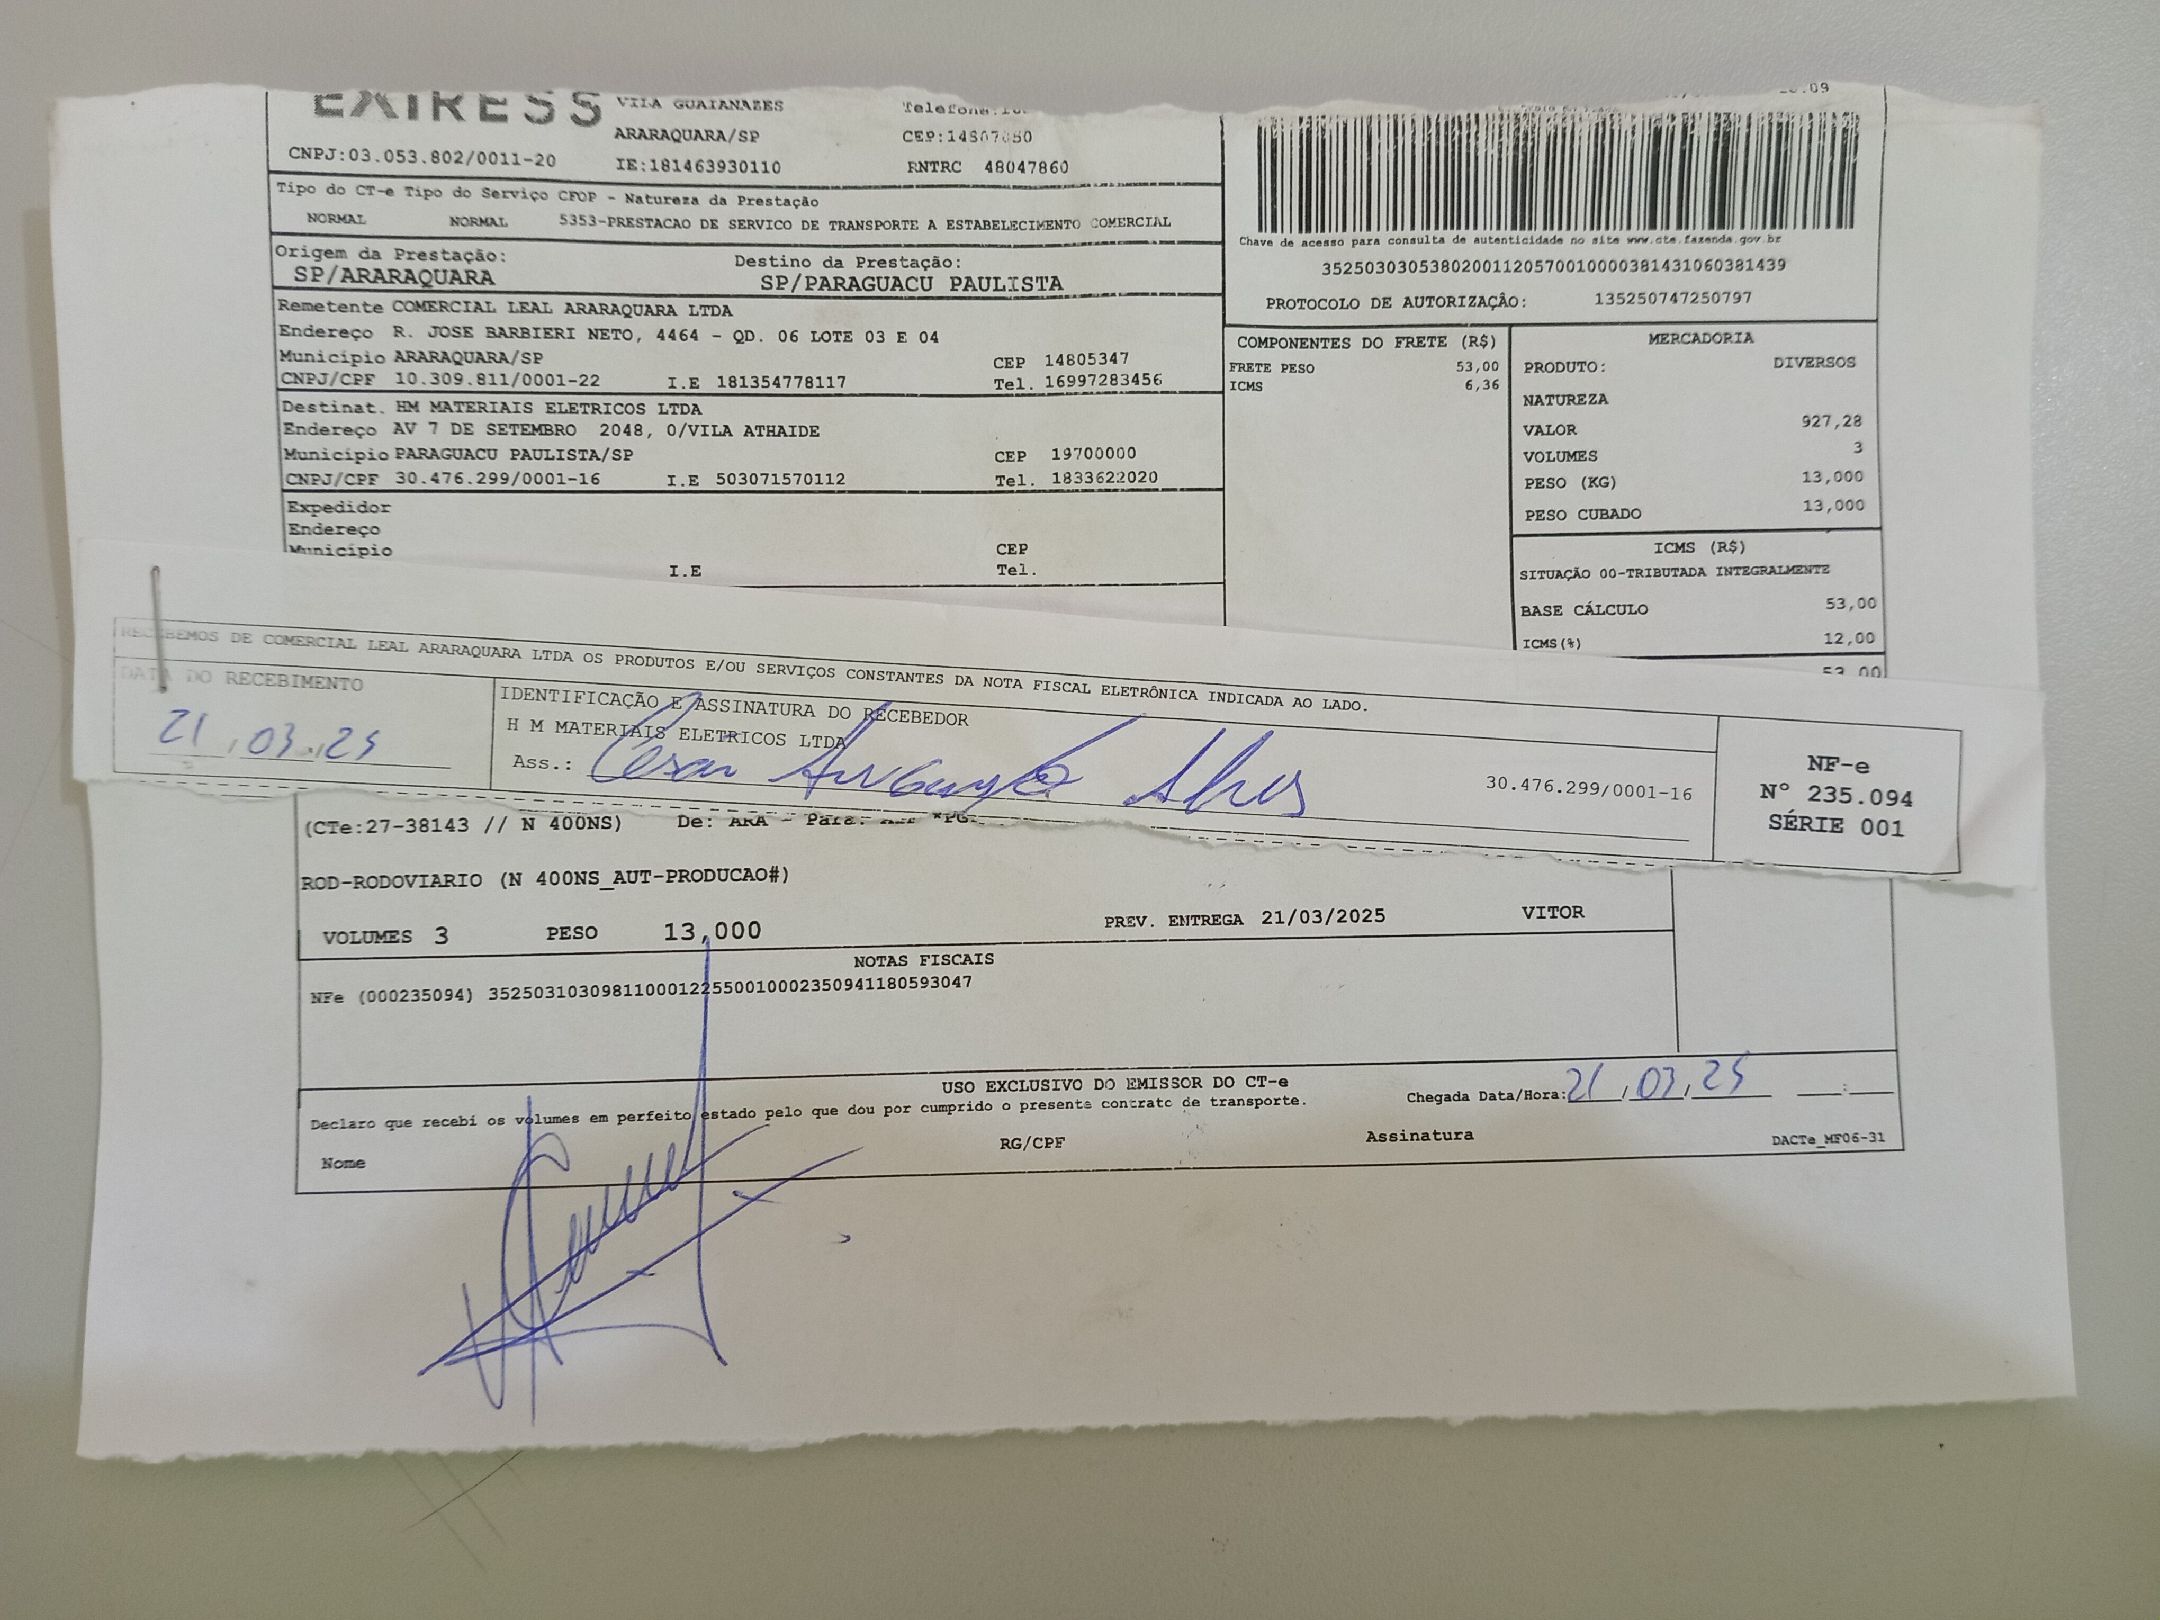 EXPRESS
VILA GUAIANAZES
ARARAQUARA/SP CEP:14807650
CNPJ:03.053.802/0011-20 IE:181463930110 RNTRC 48047860
Tipo do CT-e Tipo do Serviço CFOP - Natureza da Prestação
NORMAL NORMAL 5353-PRESTACAO DE SERVICO DE TRANSPORTE A ESTABELECIMENTO COMERCIAL
Origem da Prestação: Destino da Prestação:
SP/ARARAQUARA SP/PARAGUACU PAULISTA
Remetente COMERCIAL LEAL ARARAQUARA LTDA
Endereço R. JOSE BARBIERI NETO, 4464 - QD. 06 LOTE 03 E 04
Município ARARAQUARA/SP CEP 14805347
CNPJ/CPF 10.309.811/0001-22 I.E 181354778117 Tel. 16997283456
Destinat. HM MATERIAIS ELETRICOS LTDA
Endereço AV 7 DE SETEMBRO 2048, 0/VILA ATHAIDE
Município PARAGUACU PAULISTA/SP CEP 19700000
CNPJ/CPF 30.476.299/0001-16 I.E 503071570112 Tel. 1833622020
Expedidor
Endereço
Município CEP
I.E Tel.
Chave de acesso para consulta de autenticidade no site www.cte.fazenda.gov.br
35250303053802001120570010000381431060381439
PROTOCOLO DE AUTORIZAÇÃO: 135250747250797
COMPONENTES DO FRETE (R$)
FRETE PESO 53,00
ICMS 6,36
MERCADORIA
PRODUTO: DIVERSOS
NATUREZA
VALOR 927,28
VOLUMES 3
PESO (KG) 13,000
PESO CUBADO 13,000
ICMS (R$)
SITUAÇÃO 00-TRIBUTADA INTEGRALMENTE
BASE CÁLCULO 53,00
ICMS(%) 12,00
53,00
RECEBEMOS DE COMERCIAL LEAL ARARAQUARA LTDA OS PRODUTOS E/OU SERVIÇOS CONSTANTES DA NOTA FISCAL ELETRÔNICA INDICADA AO LADO.
DATA DO RECEBIMENTO
21,03,25
IDENTIFICAÇÃO E ASSINATURA DO RECEBEDOR
H M MATERIAIS ELETRICOS LTDA
Ass.: Cesar 30.476.299/0001-16
NF-e
N° 235.094
SÉRIE 001
(CTe:27-38143 // N 400NS) De: ARA - Para:
ROD-RODOVIARIO (N 400NS_AUT-PRODUCAO#)
VOLUMES 3 PESO 13,000 PREV. ENTREGA 21/03/2025 VITOR
NOTAS FISCAIS
NFe (000235094) 35250310309811000122550010002350941180593047
USO EXCLUSIVO DO EMISSOR DO CT-e
Declaro que recebi os volumes em perfeito estado pelo que dou por cumprido o presente contrato de transporte.
Chegada Data/Hora: 21,03,25 __:__
Nome RG/CPF Assinatura DACTe_MF06-31